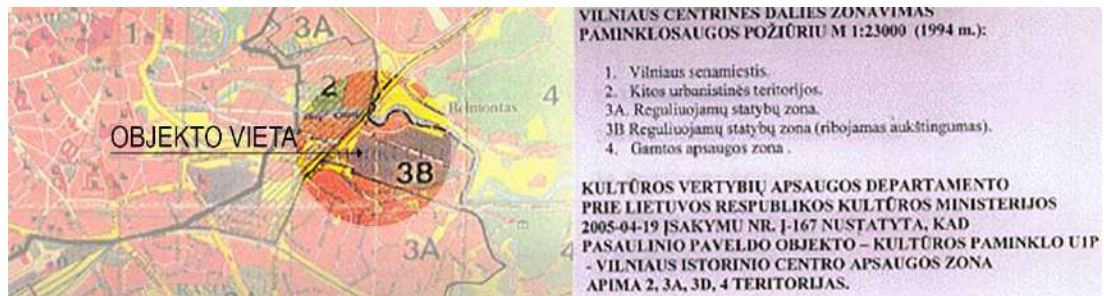 1
3A
2
Belmontas
4
OBJEKTO VIETA
3B
3A
4
RASOS
VILNIAUS CENTRINĖS DALIES ZONAVIMAS
PAMINKLOSAUGOS POŽIŪRIU M 1:23000 (1994 m.):
1. Vilniaus senamiestis.
2. Kitos urbanistinės teritorijos.
3A. Reguliuojamų statybų zona.
3B Reguliuojamų statybų zona (ribojamas aukštingumas).
4. Gamtos apsaugos zona .
KULTŪROS VERTYBIŲ APSAUGOS DEPARTAMENTO
PRIE LIETUVOS RESPUBLIKOS KULTŪROS MINISTERIJOS
2005-04-19 ĮSAKYMU NR. Į-167 NUSTATYTA, KAD
PASAULINIO PAVELDO OBJEKTO – KULTŪROS PAMINKLO U1P
- VILNIAUS ISTORINIO CENTRO APSAUGOS ZONA
APIMA 2, 3A, 3D, 4 TERITORIJAS.